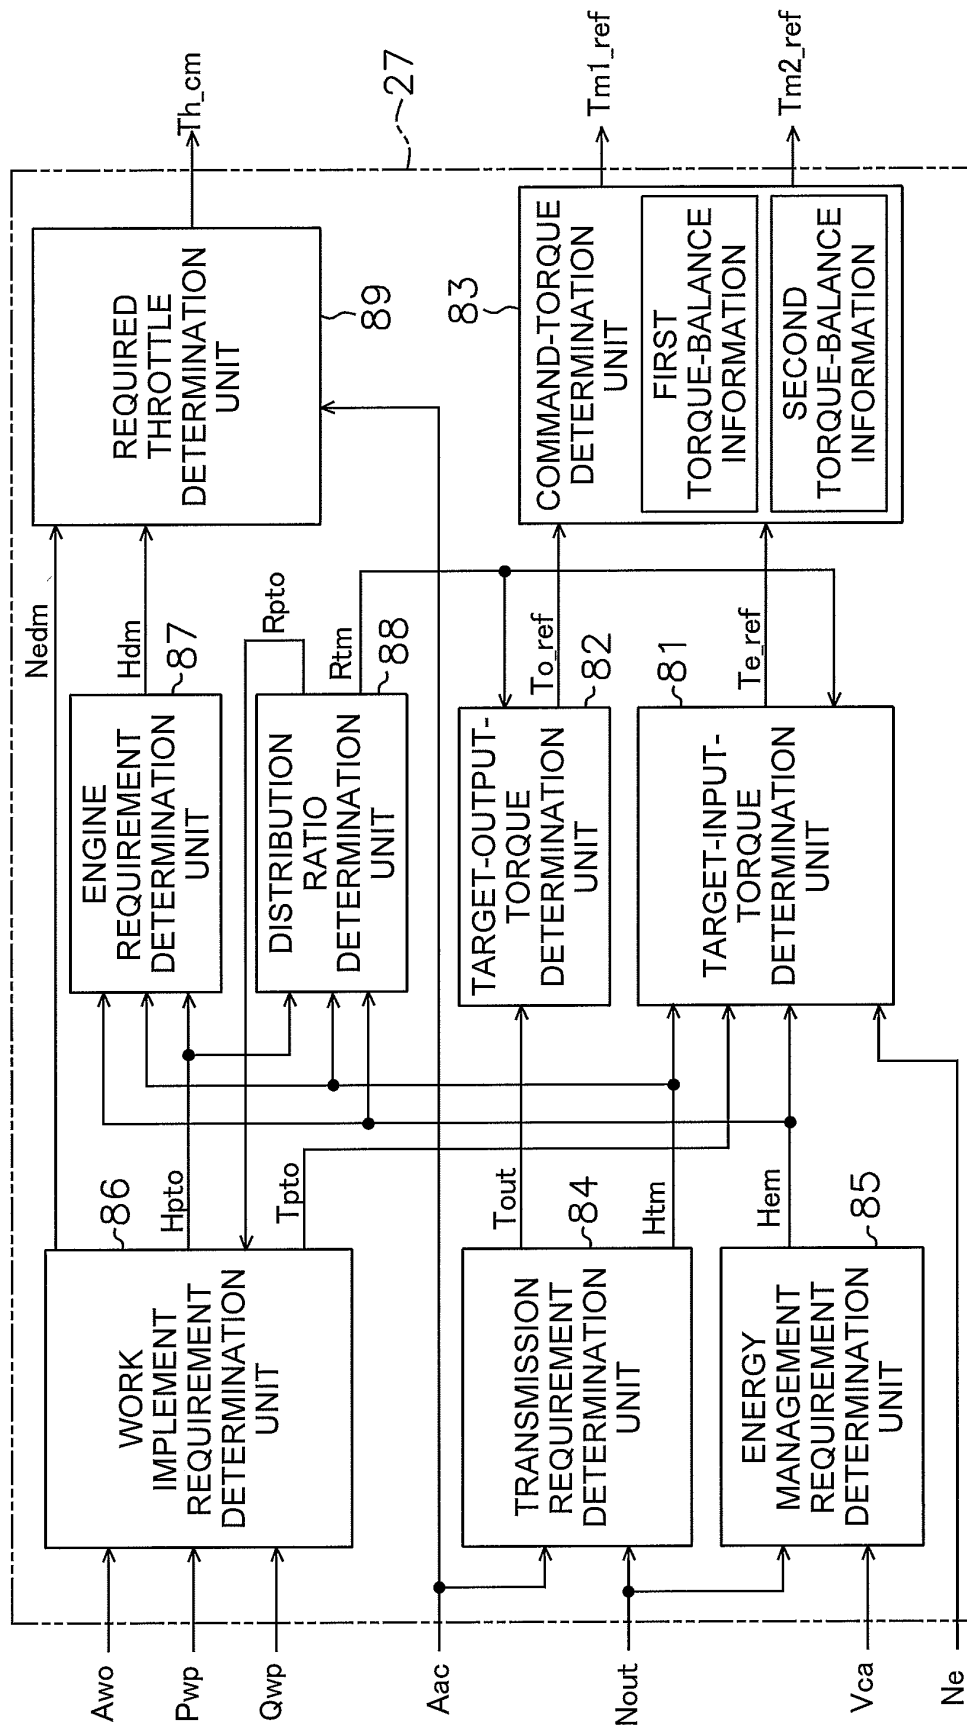 Awo
Pwp
Qwp
Aac
Nout
Vca
Ne
WORK
IMPLEMENT
REQUIREMENT
DETERMINATION
UNIT
86
TRANSMISSION
REQUIREMENT
DETERMINATION
UNIT
84
ENERGY
MANAGEMENT
REQUIREMENT
DETERMINATION
UNIT
85
Hpto
Tpto
Tout
Htm
Hem
ENGINE
REQUIREMENT
DETERMINATION
UNIT
87
DISTRIBUTION
RATIO
DETERMINATION
UNIT
88
TARGET-OUTPUT-
TORQUE
DETERMINATION
UNIT
82
TARGET-INPUT-
TORQUE
DETERMINATION
UNIT
81
Nedm
Hdm
Rpto
Rtm
To_ref
Te_ref
REQUIRED
THROTTLE
DETERMINATION
UNIT
89
COMMAND-TORQUE
DETERMINATION
UNIT
83
FIRST
TORQUE-BALANCE
INFORMATION
SECOND
TORQUE-BALANCE
INFORMATION
Th_cm
27
Tm1_ref
Tm2_ref